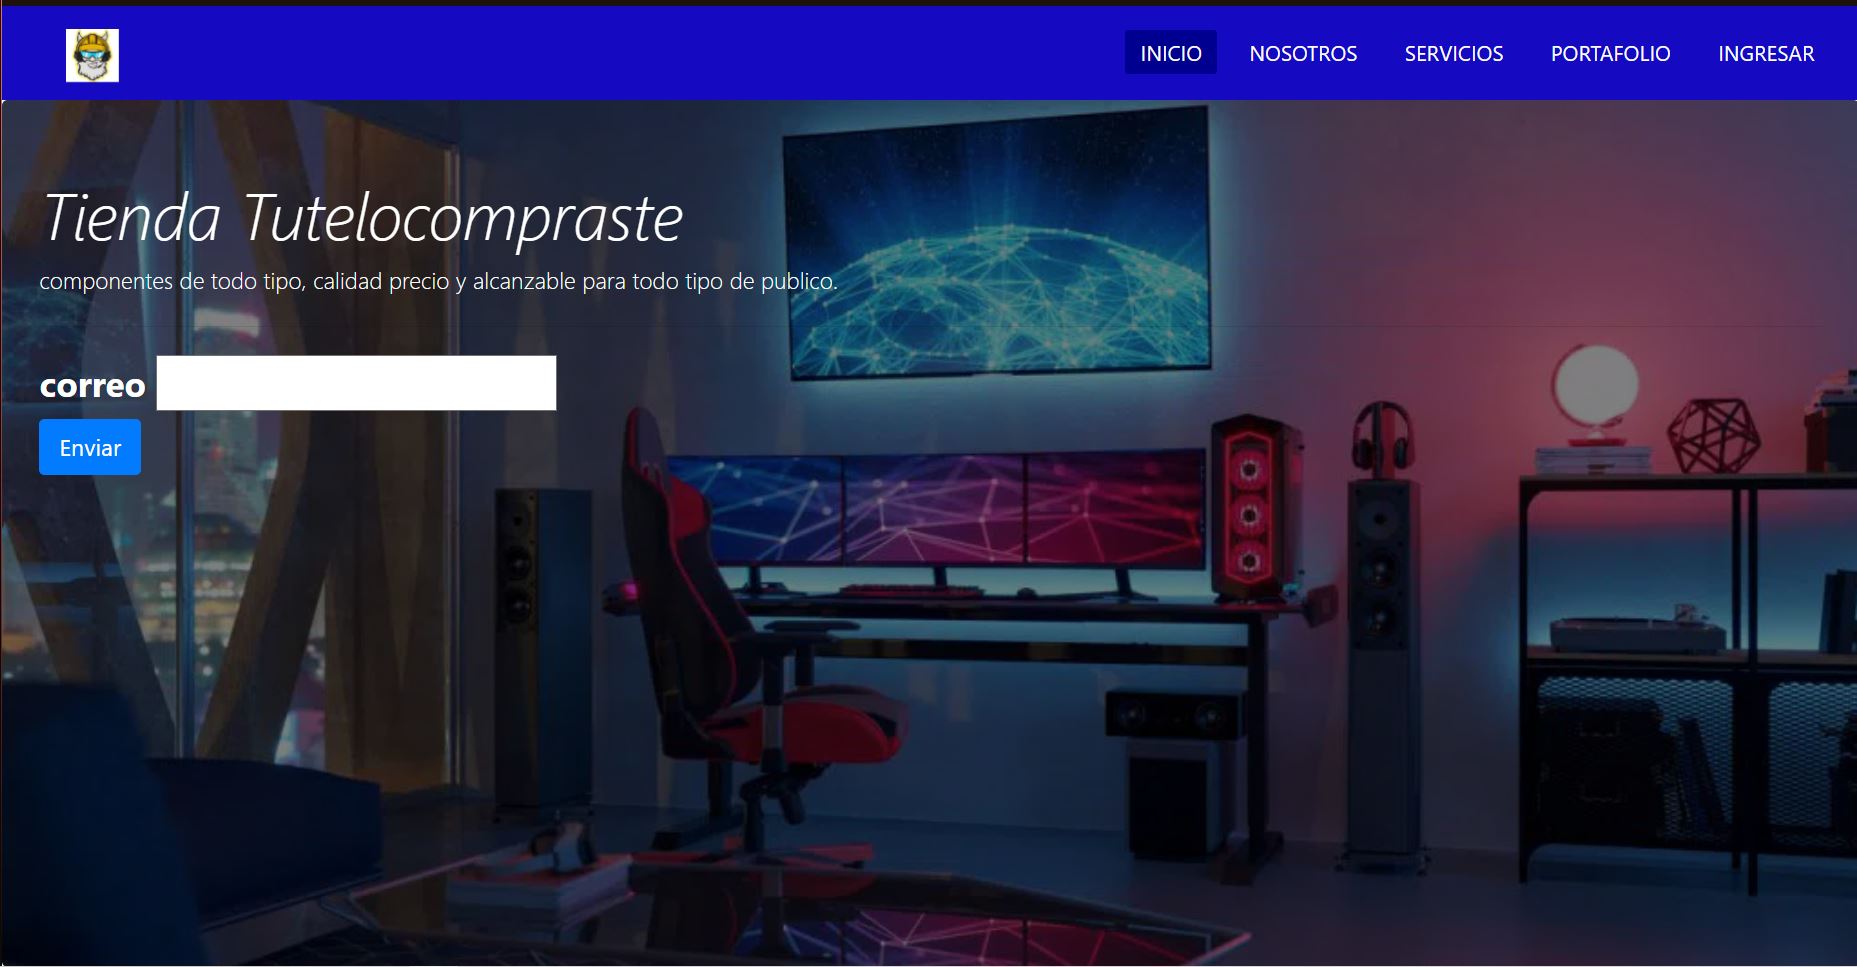 INICIO NOSOTROS SERVICIOS PORTAFOLIO INGRESAR
Tienda Tutelocompraste
componentes de todo tipo, calidad precio y alcanzable para todo tipo de publico.
correo
Enviar